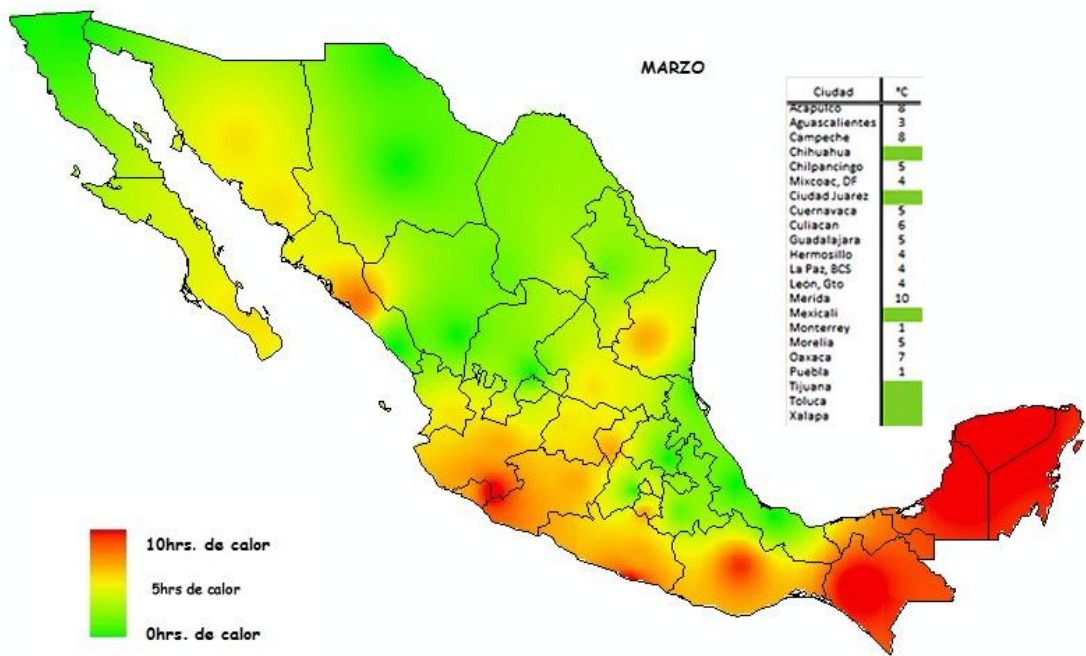 MARZO
Ciudad °C
Acapulco 8
Aguascalientes 3
Campeche 8
Chihuahua
Chilpancingo 5
Mixcoac, DF 4
Ciudad Juarez
Cuernavaca 5
Culiacan 6
Guadalajara 5
Hermosillo 4
La Paz, BCS 4
Leon, Gto 4
Merida 10
Mexicali
Monterrey 1
Morelia 5
Oaxaca 7
Puebla 1
Tijuana
Toluca
Xalapa
10hrs. de calor
5hrs de calor
0hrs. de calor